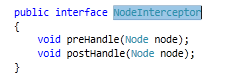 public interface NodeInterceptor
{
    void preHandle(Node node);
    void postHandle(Node node);
}